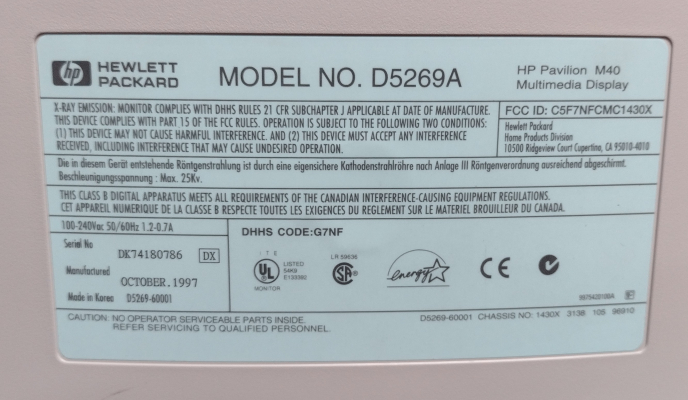 hp HEWLETT PACKARD
MODEL NO. D5269A
HP Pavilion M40
Multimedia Display
X-RAY EMISSION: MONITOR COMPLIES WITH DHHS RULES 21 CFR SUBCHAPTER J APPLICABLE AT DATE OF MANUFACTURE.
THIS DEVICE COMPLIES WITH PART 15 OF THE FCC RULES. OPERATION IS SUBJECT TO THE FOLLOWING TWO CONDITIONS:
(1) THIS DEVICE MAY NOT CAUSE HARMFUL INTERFERENCE. AND (2) THIS DEVICE MUST ACCEPT ANY INTERFERENCE
RECEIVED, INCLUDING INTERFERENCE THAT MAY CAUSE UNDESIRED OPERATION.
FCC ID: C5F7NFCMC1430X
Hewlett Packard
Home Products Division
10500 Ridgeview Court Cupertino, CA 95010-4010
Die in diesem Gerät entstehende Röntgenstrahlung ist durch eine eigensichere Kathodenstrahlröhre nach Anlage III Röntgenverordnung ausreichend abgeschirmt.
Beschleunigungsspannung : Max. 25Kv.
THIS CLASS B DIGITAL APPARATUS MEETS ALL REQUIREMENTS OF THE CANADIAN INTERFERENCE-CAUSING EQUIPMENT REGULATIONS.
CET APPAREIL NUMERIQUE DE LA CLASSE B RESPECTE TOUTES LES EXIGENCES DU REGLEMENT SUR LE MATERIEL BROUILLEUR DU CANADA.
100-240Vac 50/60Hz 1.2-0.7A
Serial No
DK74180786 DX
Manufactured
OCTOBER.1997
Made in Korea D5269-60001
DHHS CODE:G7NF
I T E
UL LISTED
54K9
E139392
MONITOR
LR 59636
SA
energy
CE
CAUTION: NO OPERATOR SERVICEABLE PARTS INSIDE.
REFER SERVICING TO QUALIFIED PERSONNEL.
D5269-60001 CHASSIS NO: 1430X 3138 105 96910